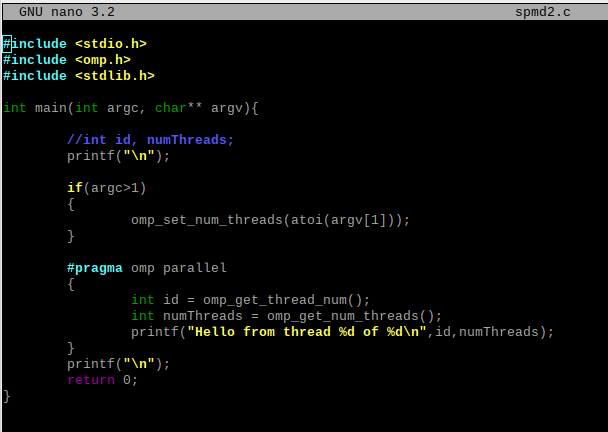 GNU nano 3.2 spmd2.c
#include <stdio.h>
#include <omp.h>
#include <stdlib.h>
int main(int argc, char** argv){
//int id, numThreads;
printf("\n");
if(argc>1)
{
omp_set_num_threads(atoi(argv[1]));
}
#pragma omp parallel
{
int id = omp_get_thread_num();
int numThreads = omp_get_num_threads();
printf("Hello from thread %d of %d\n",id,numThreads);
}
printf("\n");
return 0;
}